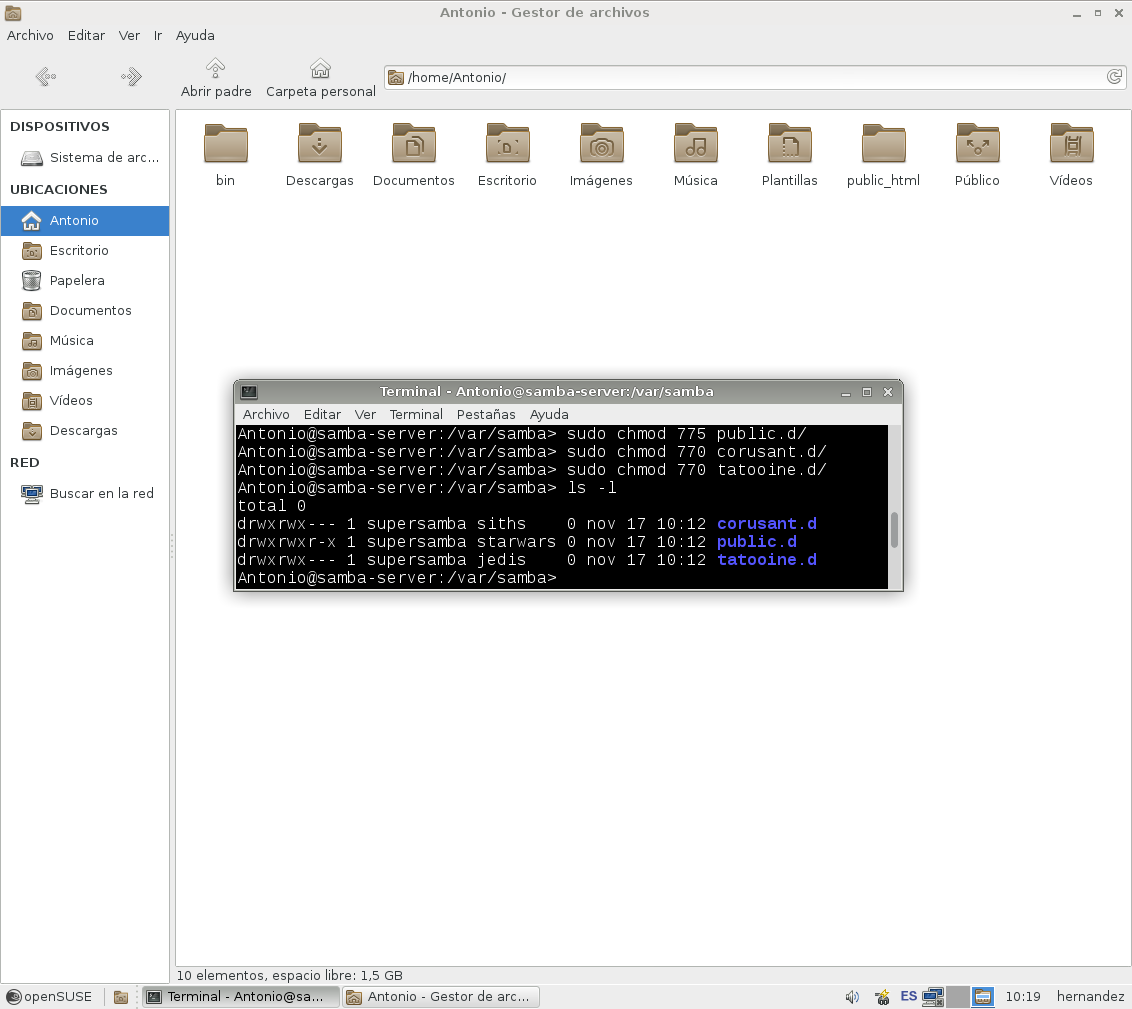 Antonio - Gestor de archivos
Archivo Editar Ver Ir Ayuda
Abrir padre Carpeta personal /home/Antonio/
DISPOSITIVOS
Sistema de arc...
UBICACIONES
Antonio
Escritorio
Papelera
Documentos
Música
Imágenes
Vídeos
Descargas
RED
Buscar en la red
bin Descargas Documentos Escritorio Imágenes Música Plantillas public_html Público Vídeos
Terminal - Antonio@samba-server:/var/samba
Archivo Editar Ver Terminal Pestañas Ayuda
Antonio@samba-server:/var/samba> sudo chmod 775 public.d/
Antonio@samba-server:/var/samba> sudo chmod 770 corusant.d/
Antonio@samba-server:/var/samba> sudo chmod 770 tatooine.d/
Antonio@samba-server:/var/samba> ls -l
total 0
drwxrwx--- 1 supersamba siths    0 nov 17 10:12 corusant.d
drwxrwxr-x 1 supersamba starwars 0 nov 17 10:12 public.d
drwxrwx--- 1 supersamba jedis    0 nov 17 10:12 tatooine.d
Antonio@samba-server:/var/samba>
10 elementos, espacio libre: 1,5 GB
openSUSE Terminal - Antonio@sa... Antonio - Gestor de arc... ES 10:19 hernandez